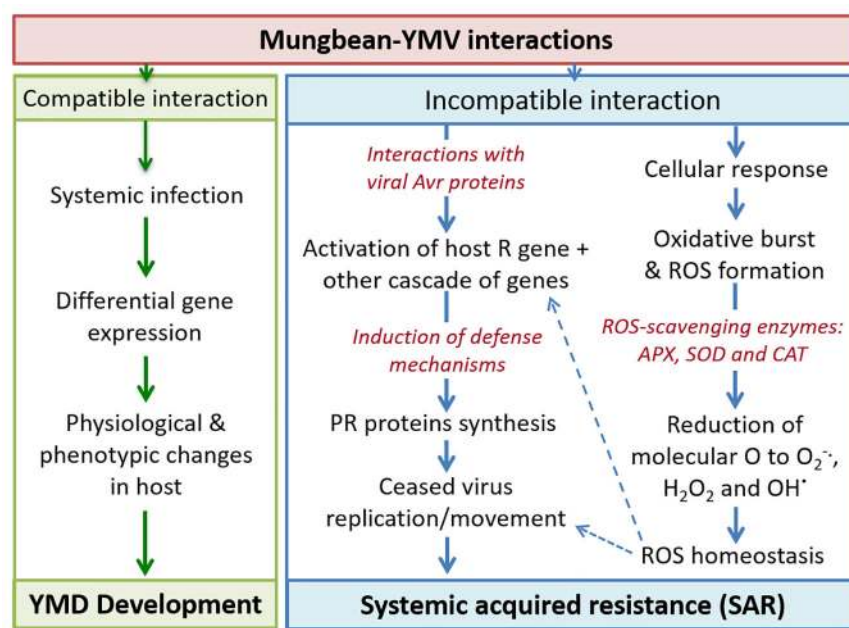 Mungbean-YMV interactions
Compatible interaction
Systemic infection
Differential gene
expression
Physiological &
phenotypic changes
in host
YMD Development
Incompatible interaction
Interactions with
viral Avr proteins
Activation of host R gene +
other cascade of genes
Induction of defense
mechanisms
PR proteins synthesis
Ceased virus
replication/movement
Cellular response
Oxidative burst
& ROS formation
ROS-scavenging enzymes:
APX, SOD and CAT
Reduction of
molecular O to O₂⁻·,
H₂O₂ and OH˙
ROS homeostasis
Systemic acquired resistance (SAR)